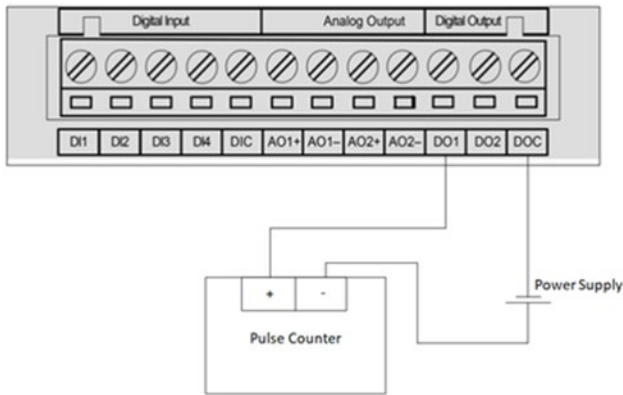 Digital Input Analog Output Digital Output
DI1 DI2 DI3 DI4 DIC AO1+ AO1– AO2+ AO2– DO1 DO2 DOC
Power Supply
+ -
Pulse Counter